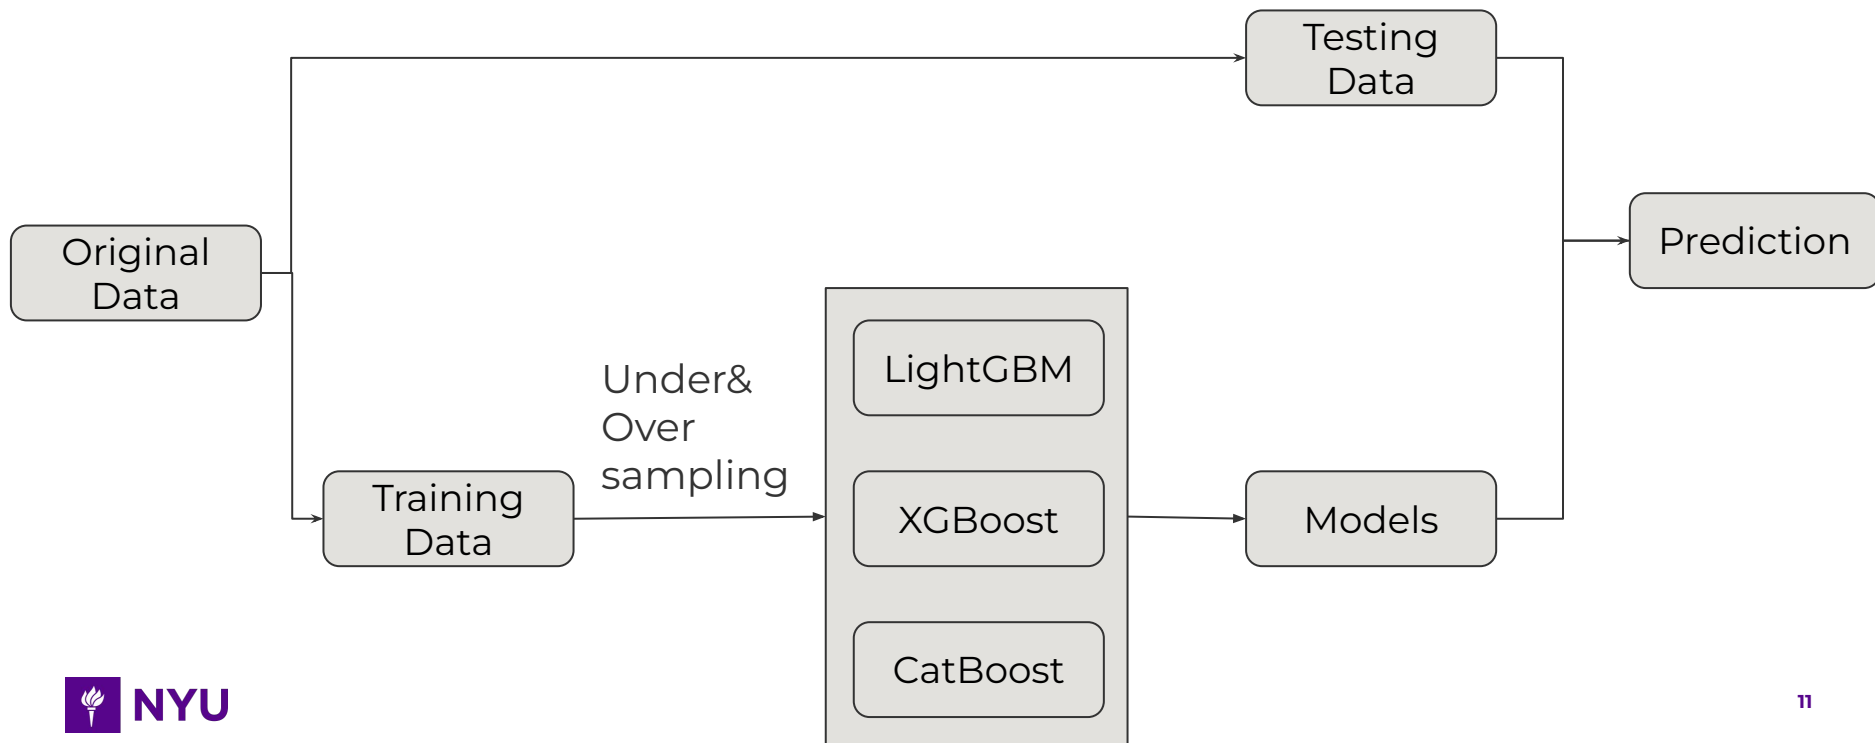 Testing
Data
Original
Data
Prediction
Under&
Over
sampling
LightGBM
Training
Data
XGBoost
Models
CatBoost
NYU
11